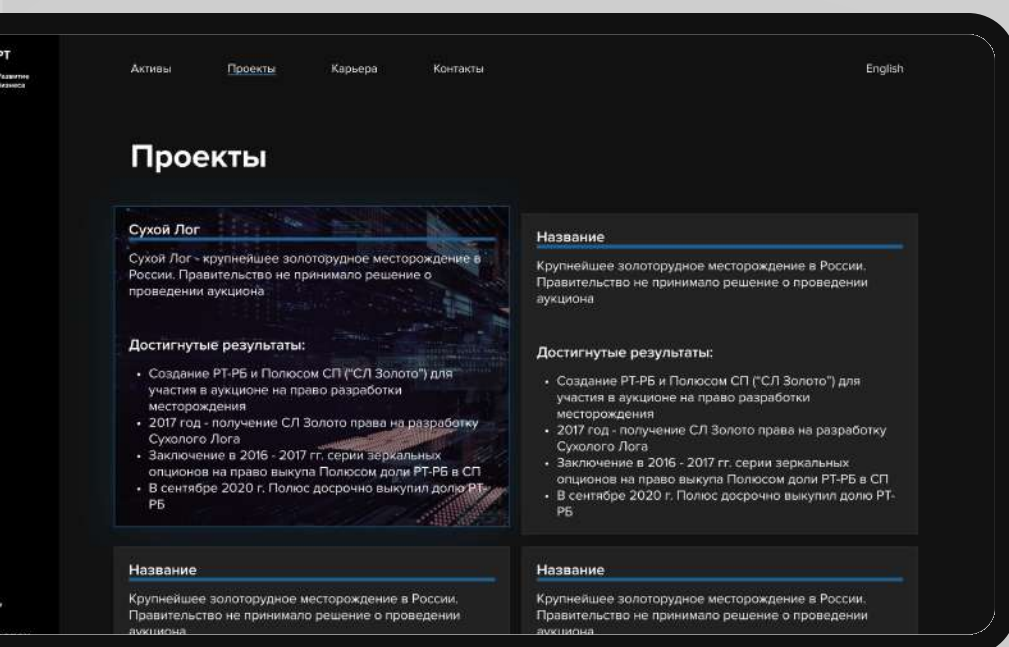 РТ
Развитие
бизнеса
Активы
Проекты
Карьера
Контакты
English
Проекты
Сухой Лог
Сухой Лог - крупнейшее золоторудное месторождение в
России. Правительство не принимало решение о
проведении аукциона
Достигнутые результаты:
• Создание РТ-РБ и Полюсом СП (“СЛ Золото”) для
участия в аукционе на право разработки
месторождения
• 2017 год - получение СЛ Золото права на разработку
Сухолого Лога
• Заключение в 2016 - 2017 гг. серии зеркальных
опционов на право выкупа Полюсом доли РТ-РБ в СП
• В сентябре 2020 г. Полюс досрочно выкупил долю РТ-
РБ
Название
Крупнейшее золоторудное месторождение в России.
Правительство не принимало решение о проведении
аукциона
Достигнутые результаты:
• Создание РТ-РБ и Полюсом СП (“СЛ Золото”) для
участия в аукционе на право разработки
месторождения
• 2017 год - получение СЛ Золото права на разработку
Сухолого Лога
• Заключение в 2016 - 2017 гг. серии зеркальных
опционов на право выкупа Полюсом доли РТ-РБ в СП
• В сентябре 2020 г. Полюс досрочно выкупил долю РТ-
РБ
Название
Крупнейшее золоторудное месторождение в России.
Правительство не принимало решение о проведении
аукциона
Название
Крупнейшее золоторудное месторождение в России.
Правительство не принимало решение о проведении
аукциона